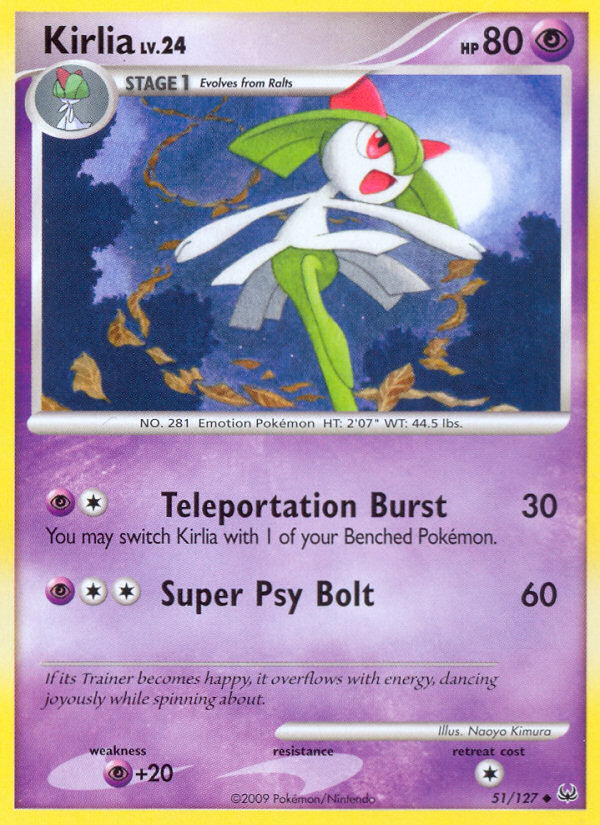 Kirlia LV.24 HP 80
STAGE 1 Evolves from Ralts
NO. 281 Emotion Pokémon HT: 2'07" WT: 44.5 lbs.
Teleportation Burst 30
You may switch Kirlia with 1 of your Benched Pokémon.
Super Psy Bolt 60
If its Trainer becomes happy, it overflows with energy, dancing
joyously while spinning about.
Illus. Naoyo Kimura
weakness resistance retreat cost
+20
©2009 Pokémon/Nintendo 51/127